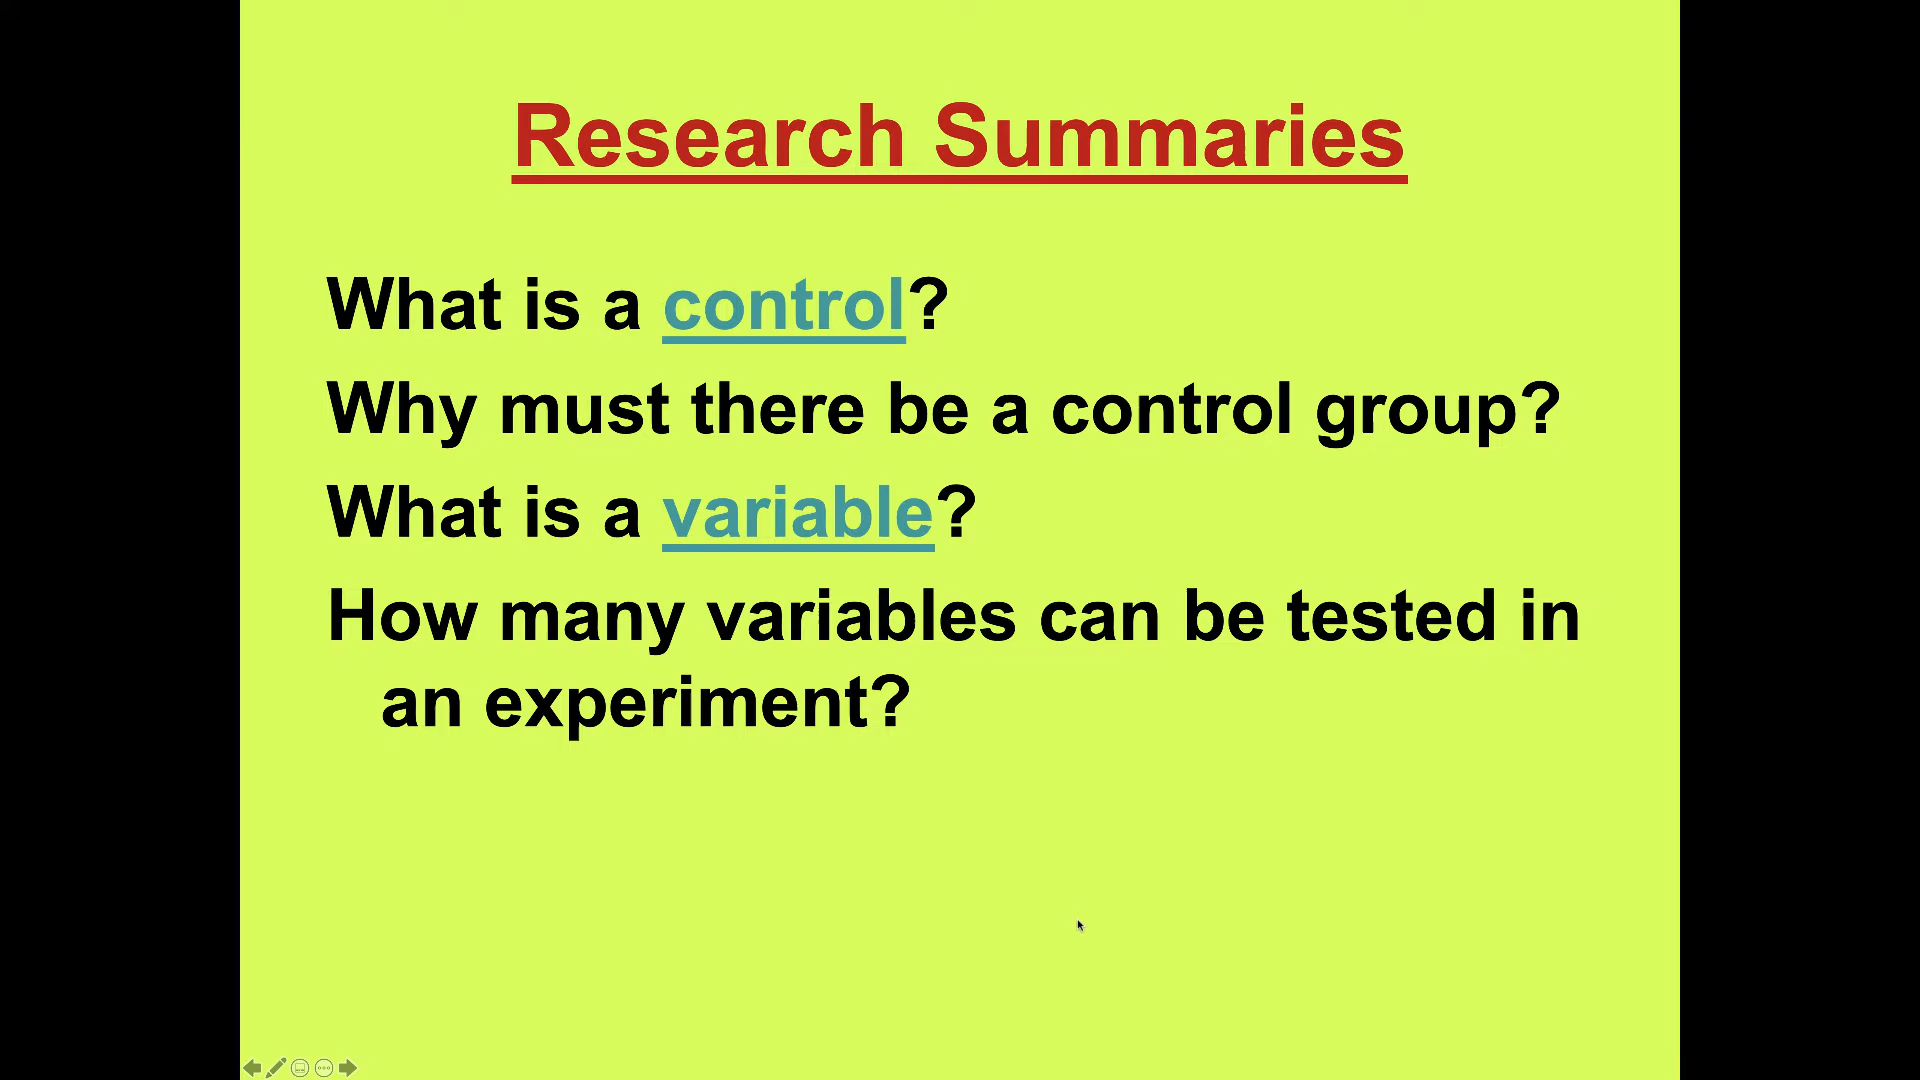 Research Summaries
What is a control?
Why must there be a control group?
What is a variable?
How many variables can be tested in
an experiment?